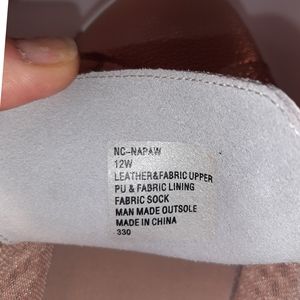 NC-NAPAW
12W
LEATHER&FABRIC UPPER
PU & FABRIC LINING
FABRIC SOCK
MAN MADE OUTSOLE
MADE IN CHINA
330